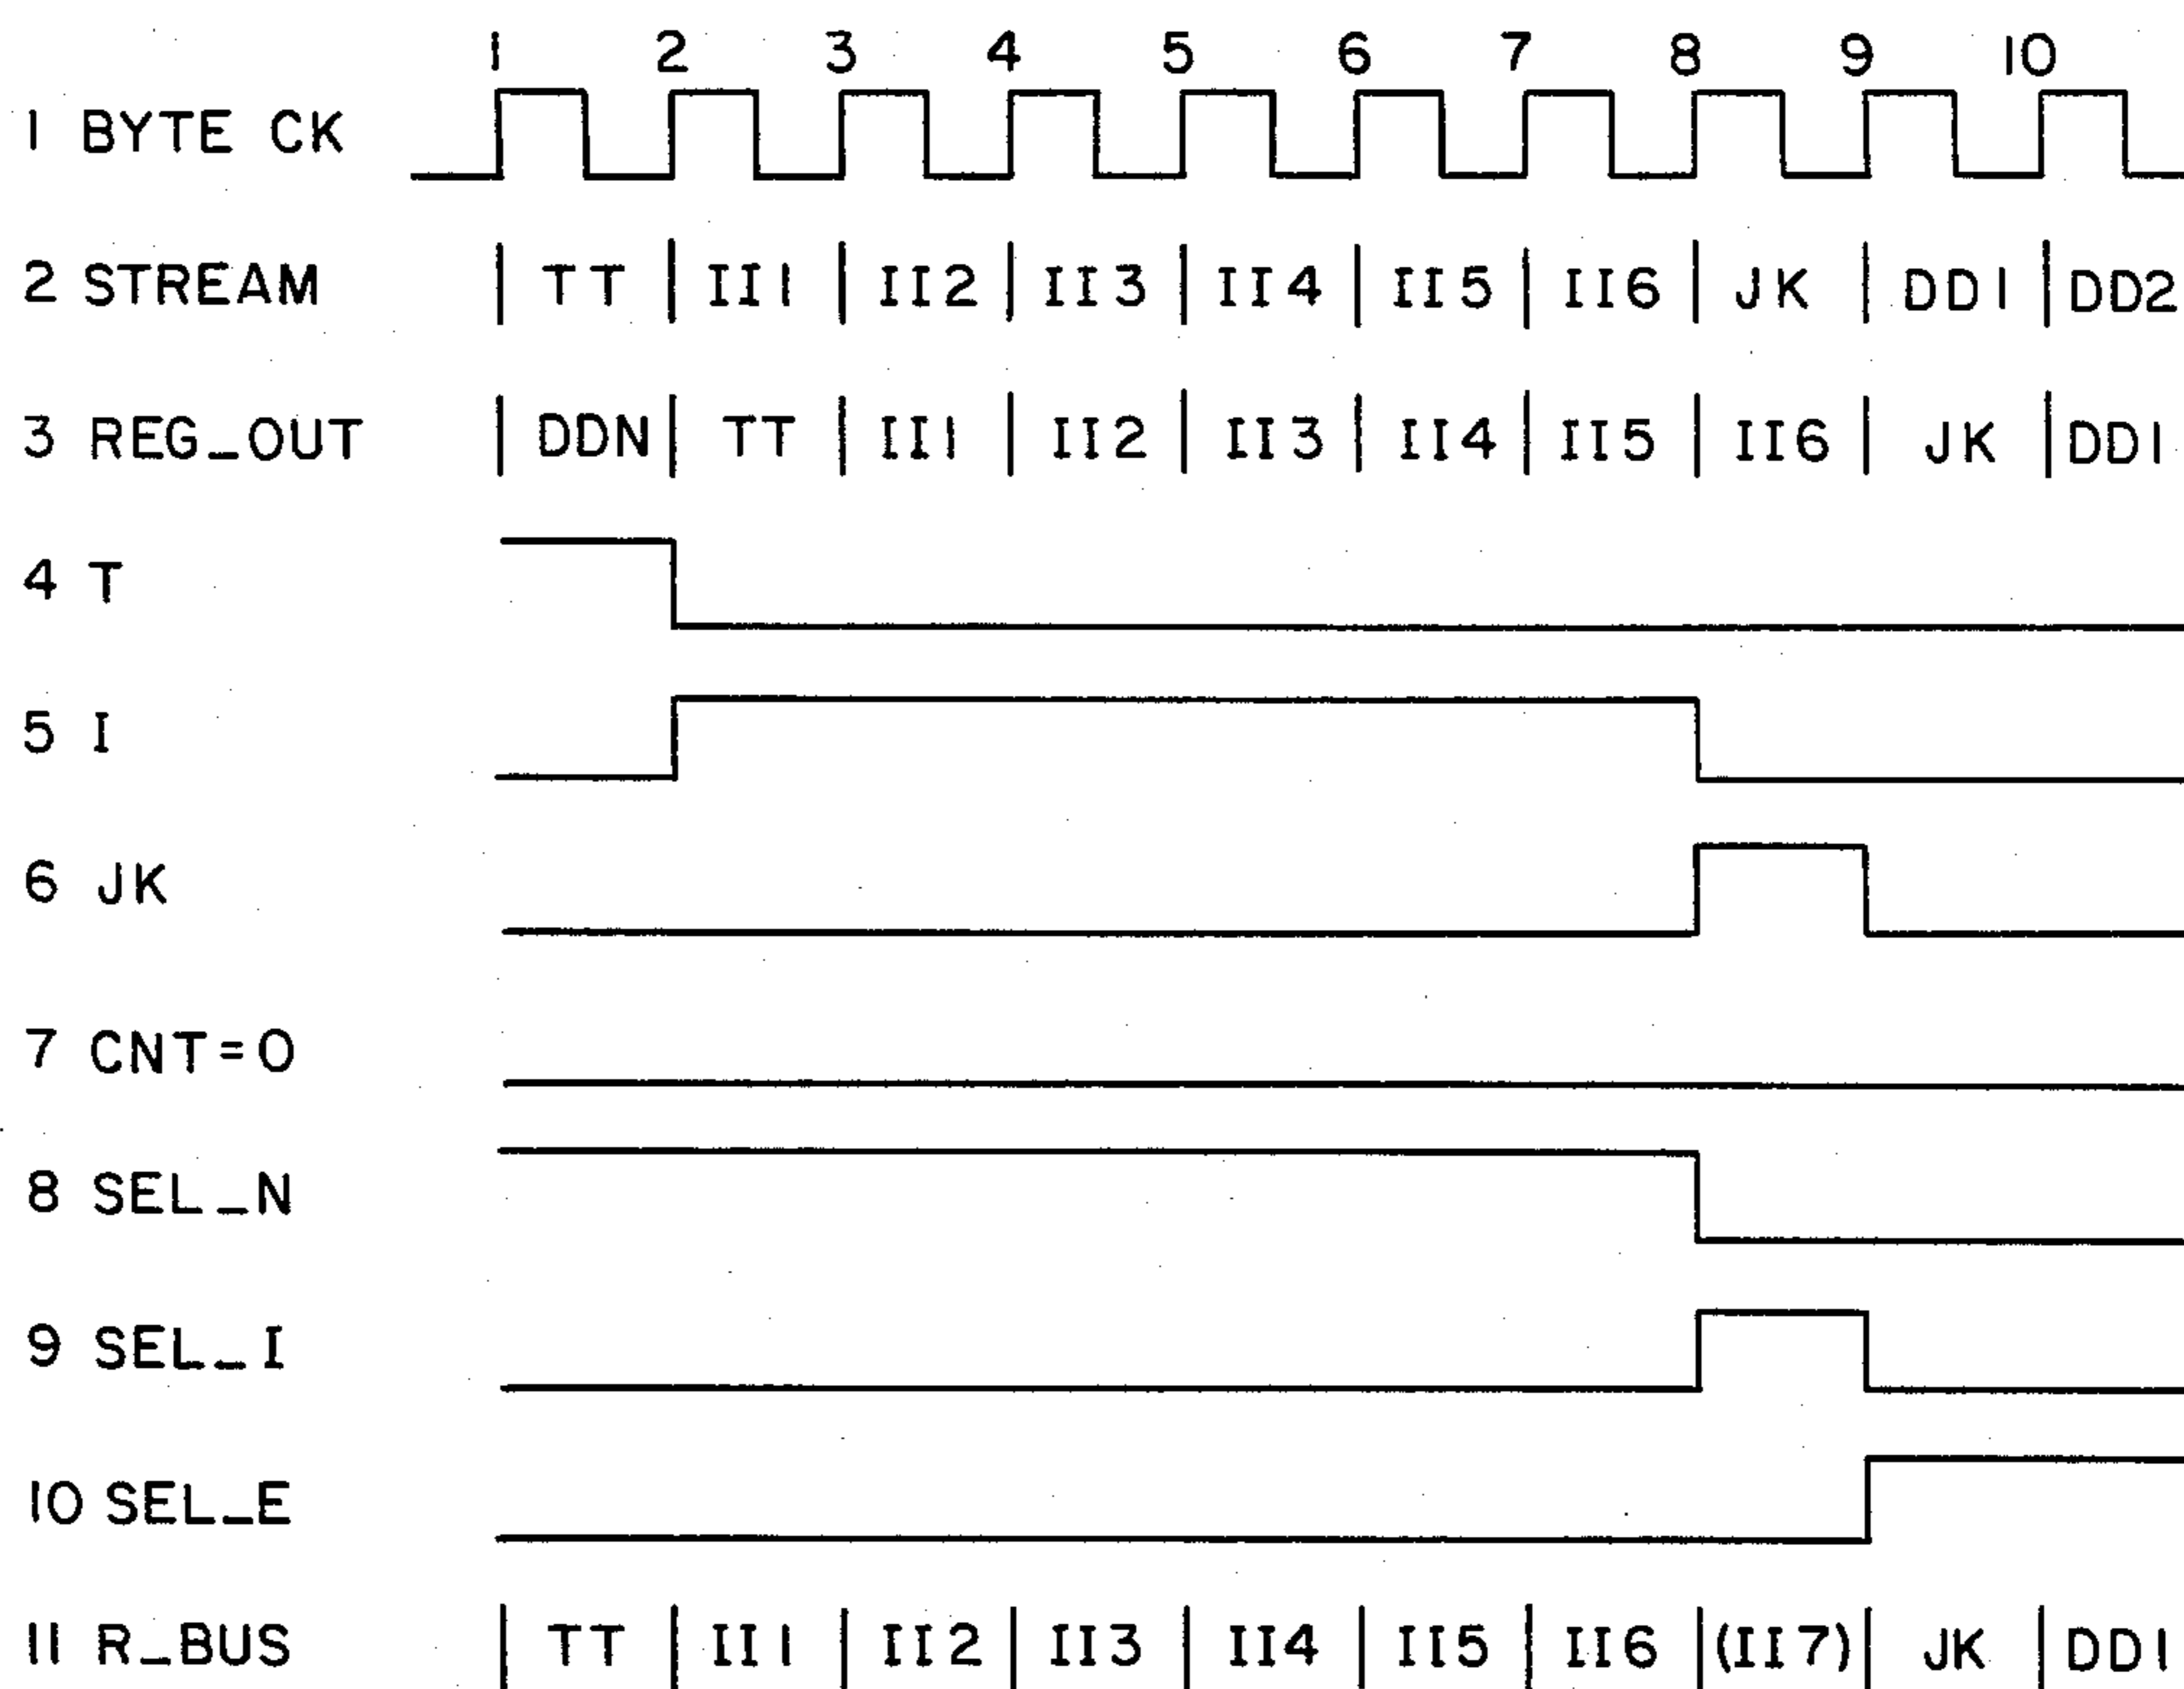 1 2 3 4 5 6 7 8 9 10
1 BYTE CK
2 STREAM | TT | II1 | II2 | II3 | II4 | II5 | II6 | JK | DD1 | DD2
3 REG_OUT | DDN | TT | II1 | II2 | II3 | II4 | II5 | II6 | JK | DD1
4 T
5 I
6 JK
7 CNT=0
8 SEL_N
9 SEL_I
10 SEL_E
11 R_BUS | TT | II1 | II2 | II3 | II4 | II5 | II6 | (II7) | JK | DD1